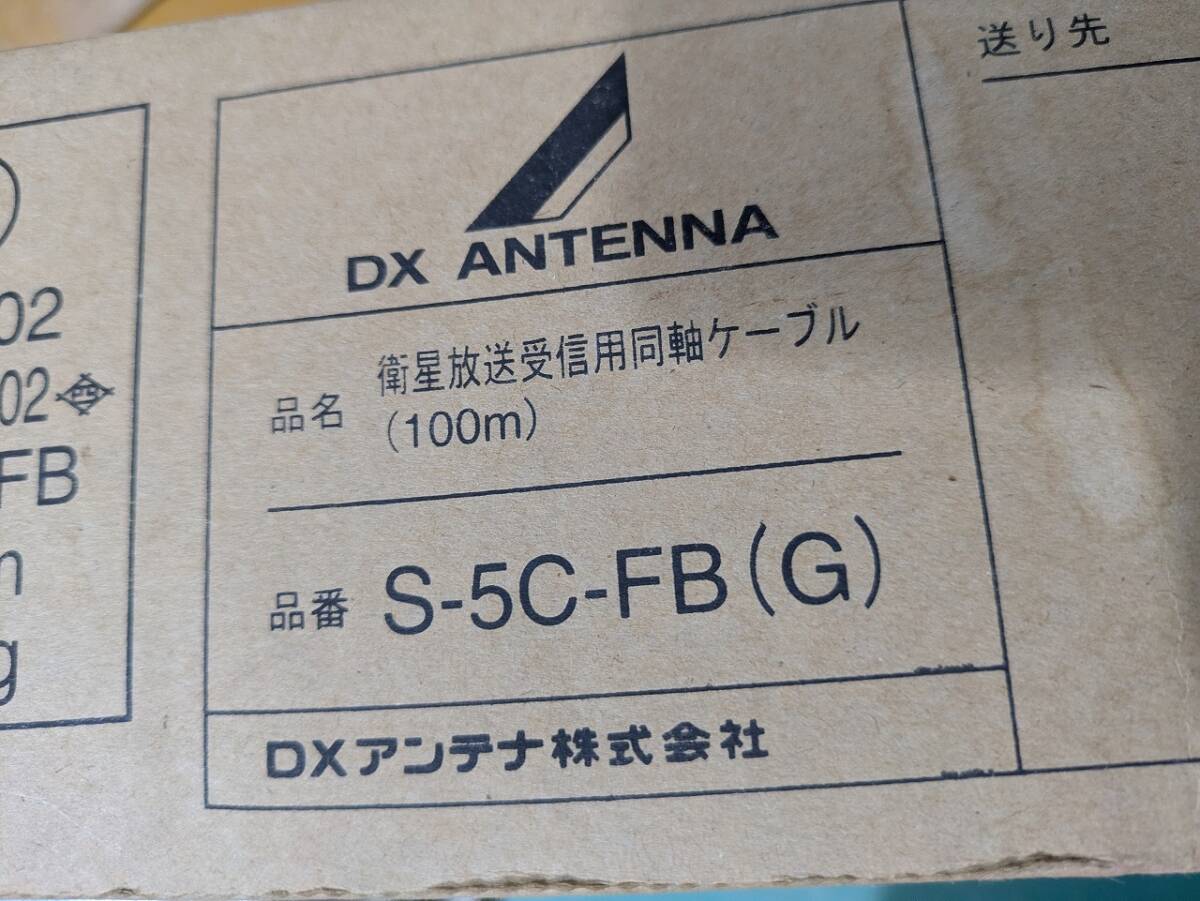 02
02
FB
m
g
DX ANTENNA
品名 衛星放送受信用同軸ケーブル
(100m)
品番 S-5C-FB(G)
DXアンテナ株式会社
送り先